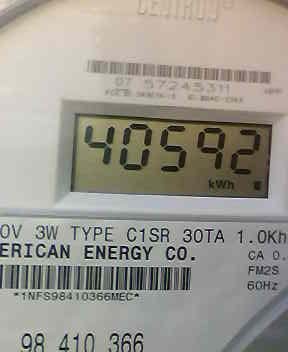 CENTRON
07 57245311
40592
kWh
0V 3W TYPE C1SR 30TA 1.0Kh
ERICAN ENERGY CO. CA 0.
FM2S
*1NFS98410366MEC* 60Hz
98 410 366